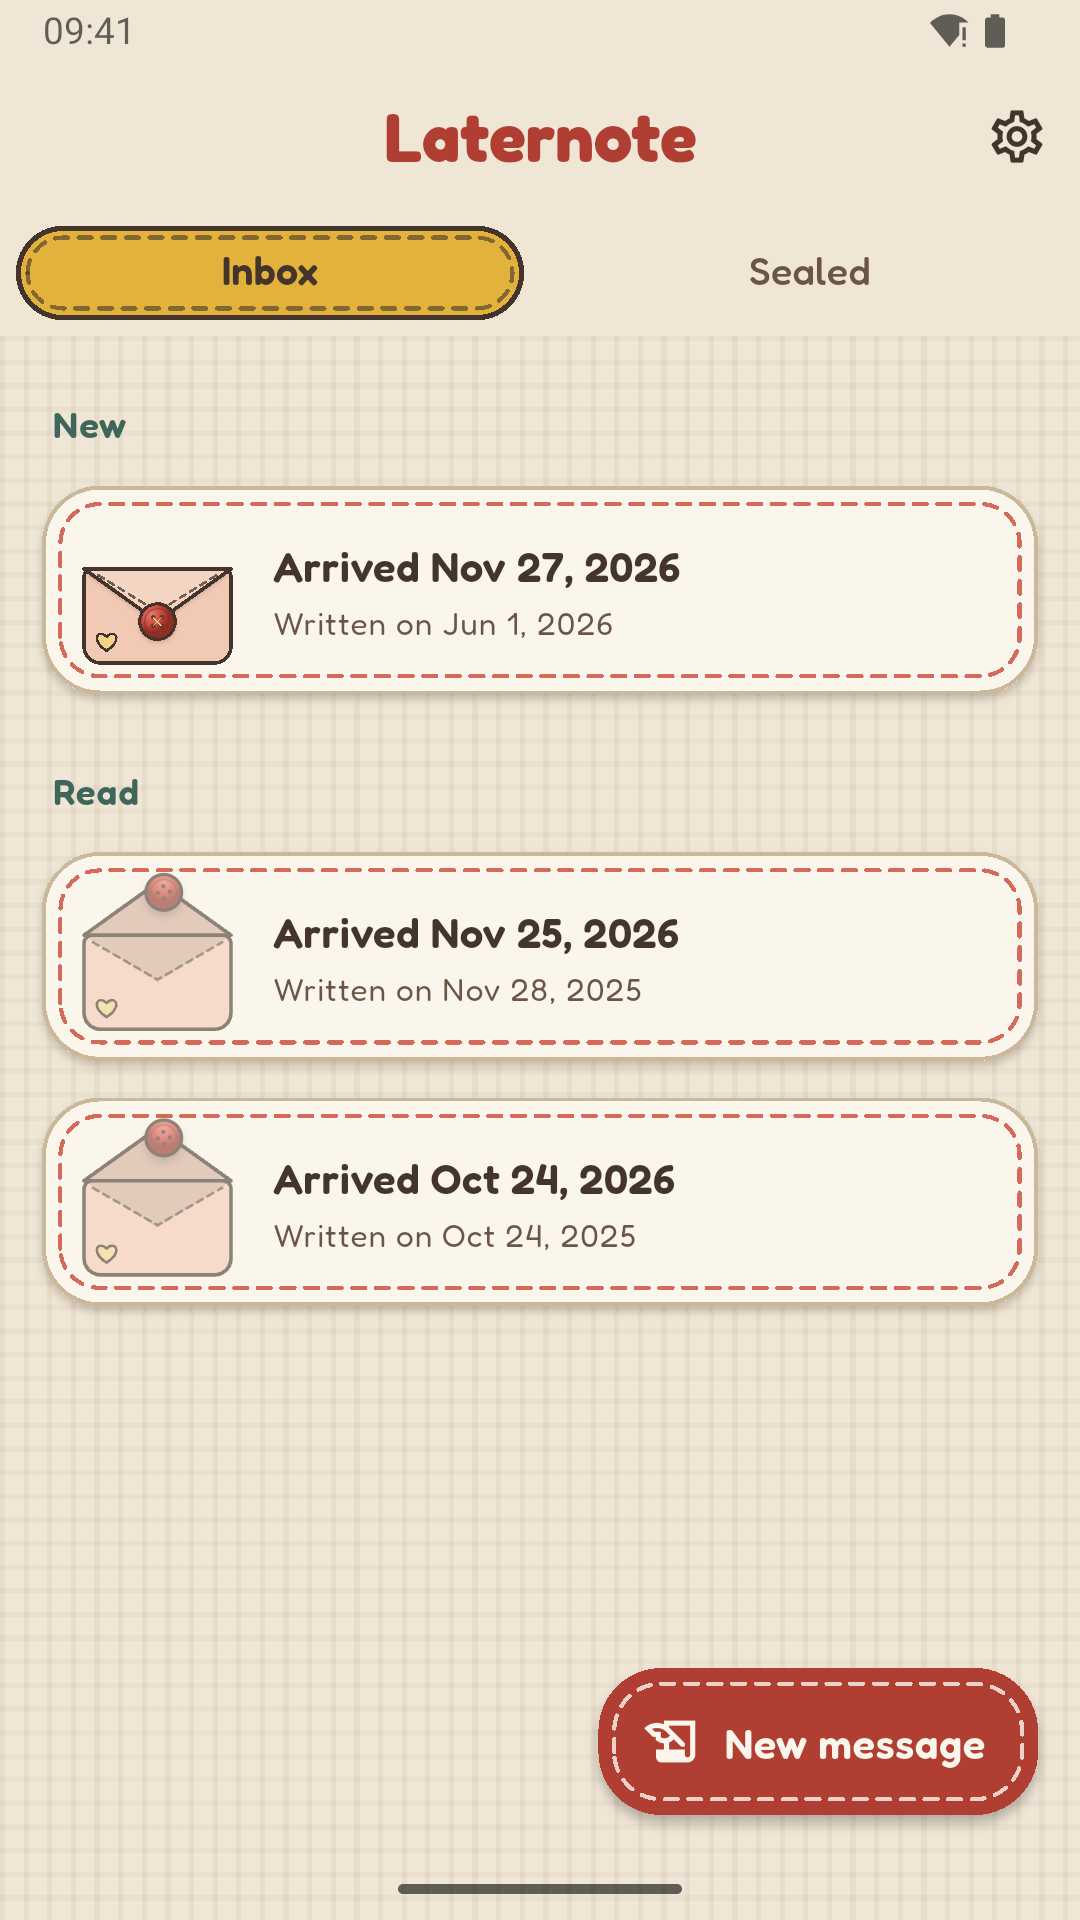 09:41
Laternote
Inbox
Sealed
New
Arrived Nov 27, 2026
Written on Jun 1, 2026
Read
Arrived Nov 25, 2026
Written on Nov 28, 2025
Arrived Oct 24, 2026
Written on Oct 24, 2025
New message